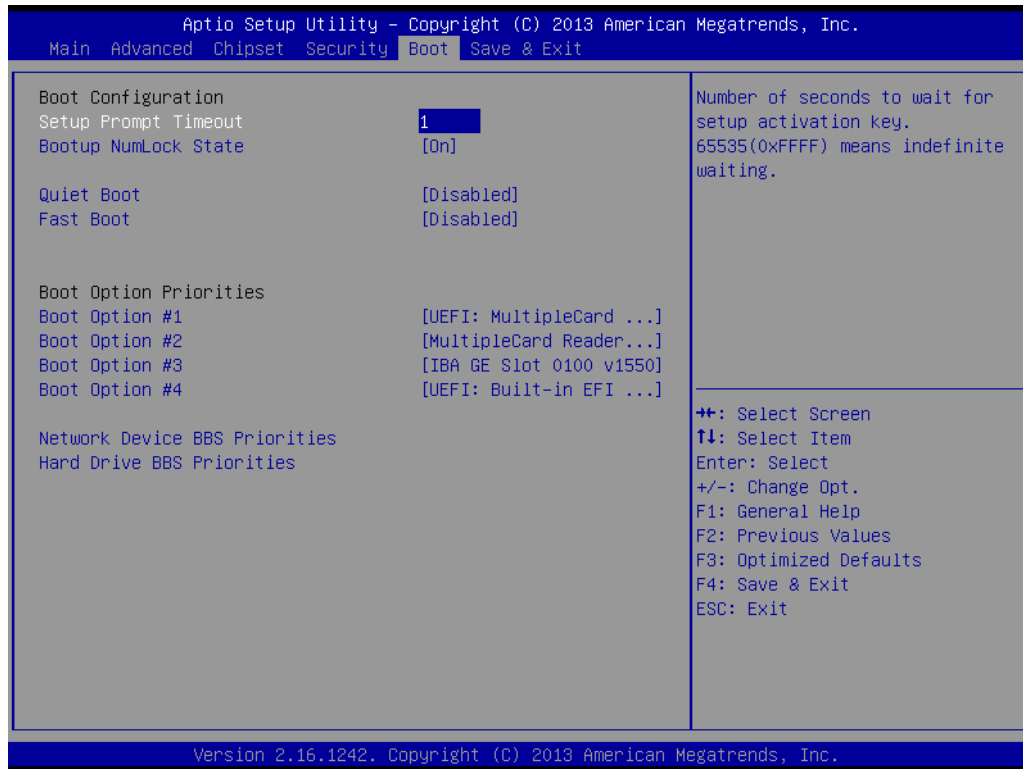 Aptio Setup Utility – Copyright (C) 2013 American Megatrends, Inc.
Main Advanced Chipset Security Boot Save & Exit
Boot Configuration
Setup Prompt Timeout 1
Bootup NumLock State [On]
Quiet Boot [Disabled]
Fast Boot [Disabled]
Boot Option Priorities
Boot Option #1 [UEFI: MultipleCard ...]
Boot Option #2 [MultipleCard Reader...]
Boot Option #3 [IBA GE Slot 0100 v1550]
Boot Option #4 [UEFI: Built-in EFI ...]
Network Device BBS Priorities
Hard Drive BBS Priorities
Number of seconds to wait for
setup activation key.
65535(0xFFFF) means indefinite
waiting.
→←: Select Screen
↑↓: Select Item
Enter: Select
+/-: Change Opt.
F1: General Help
F2: Previous Values
F3: Optimized Defaults
F4: Save & Exit
ESC: Exit
Version 2.16.1242. Copyright (C) 2013 American Megatrends, Inc.